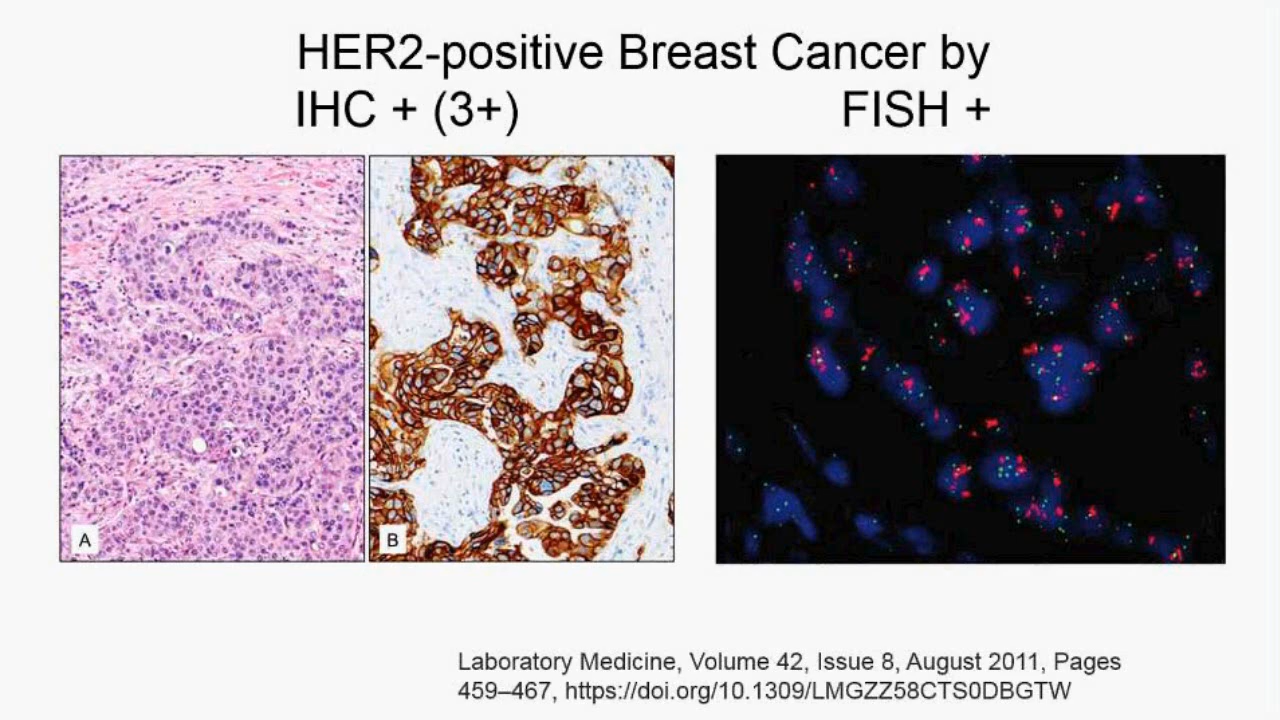 HER2-positive Breast Cancer by
IHC + (3+) FISH +
A
B
Laboratory Medicine, Volume 42, Issue 8, August 2011, Pages
459–467, https://doi.org/10.1309/LMGZZ58CTS0DBGTW